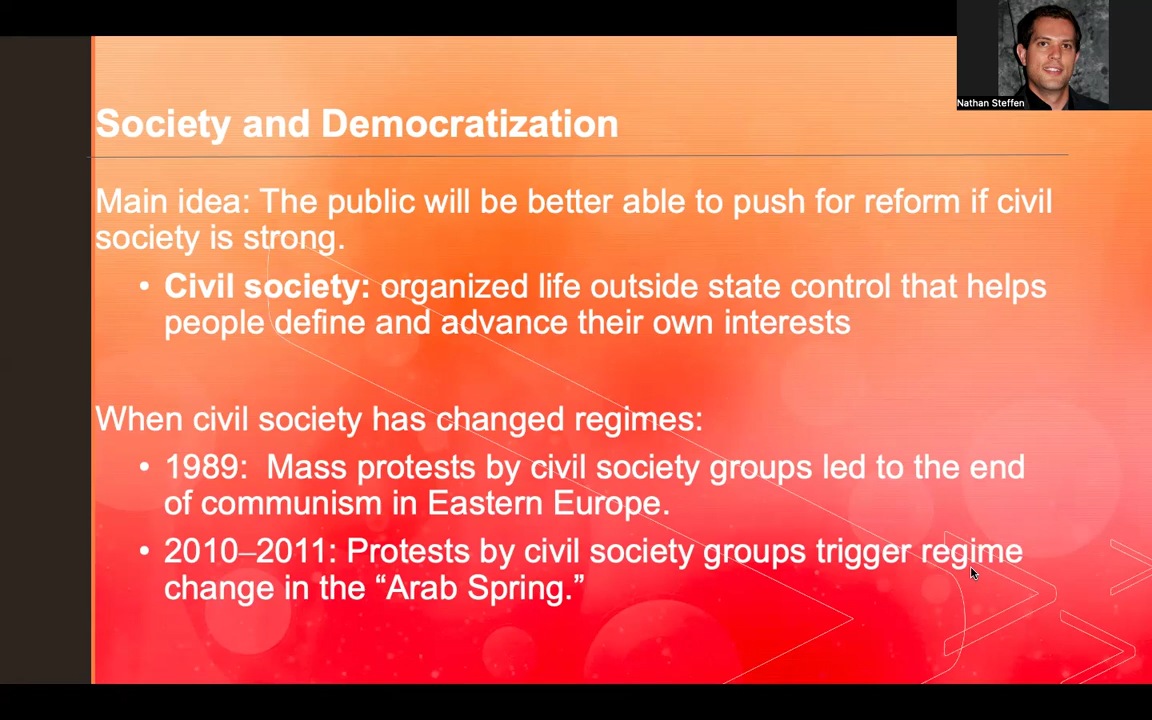 Nathan Steffen
Society and Democratization
Main idea: The public will be better able to push for reform if civil
society is strong.
• Civil society: organized life outside state control that helps
people define and advance their own interests
When civil society has changed regimes:
• 1989:  Mass protests by civil society groups led to the end
of communism in Eastern Europe.
• 2010–2011: Protests by civil society groups trigger regime
change in the “Arab Spring.”